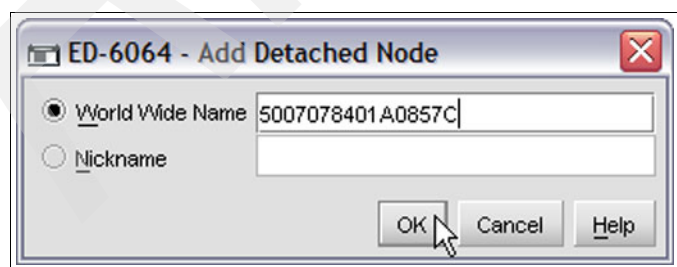 ED-6064 - Add Detached Node
World Wide Name 5007078401A0857C
Nickname
OK Cancel Help